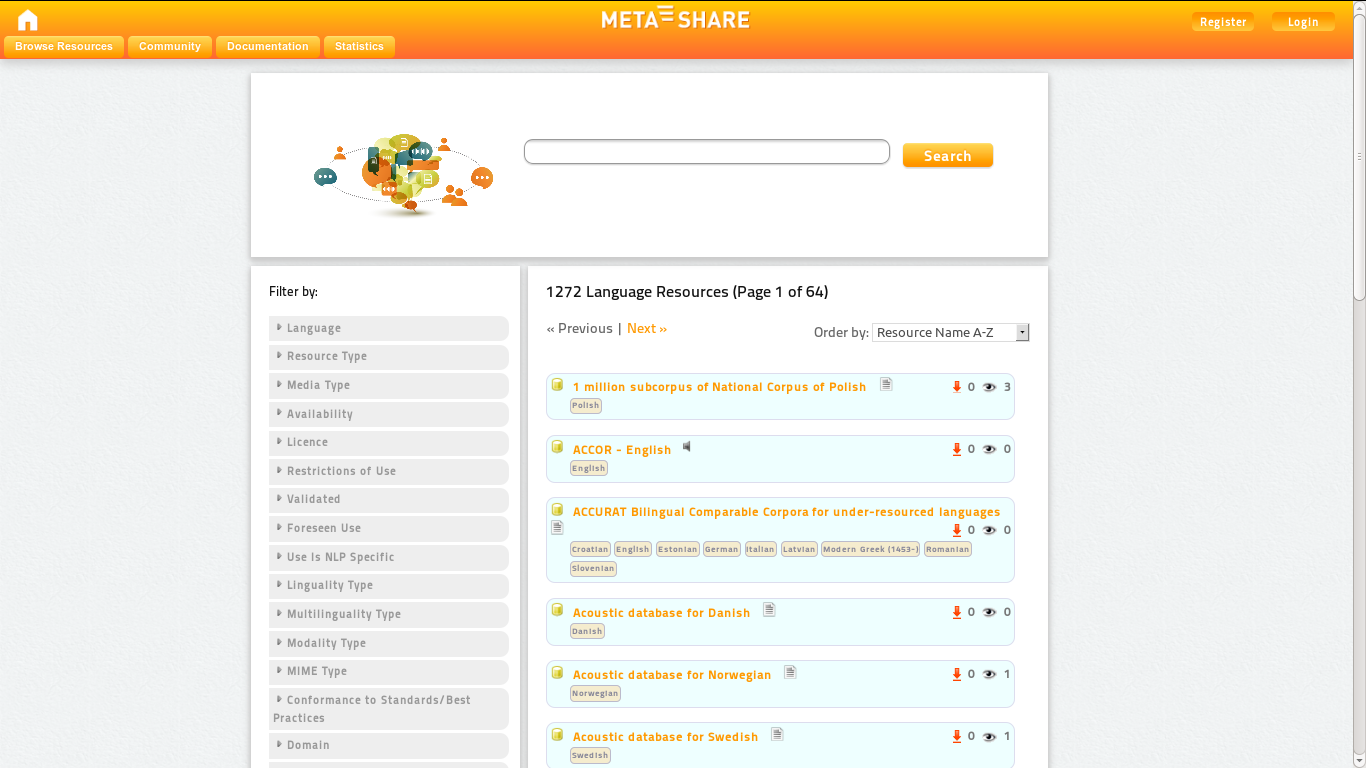 META SHARE
Register Login
Browse Resources Community Documentation Statistics
Search
Filter by:
Language
Resource Type
Media Type
Availability
Licence
Restrictions of Use
Validated
Foreseen Use
Use Is NLP Specific
Linguality Type
Multilinguality Type
Modality Type
MIME Type
Conformance to Standards/Best
Practices
Domain
1272 Language Resources (Page 1 of 64)
« Previous | Next »
Order by: Resource Name A-Z
1 million subcorpus of National Corpus of Polish 0 3
Polish
ACCOR - English 0 0
English
ACCURAT Bilingual Comparable Corpora for under-resourced languages
0 0
Croatian English Estonian German Italian Latvian Modern Greek (1453-) Romanian
Slovenian
Acoustic database for Danish 0 0
Danish
Acoustic database for Norwegian 0 1
Norwegian
Acoustic database for Swedish 0 1
Swedish